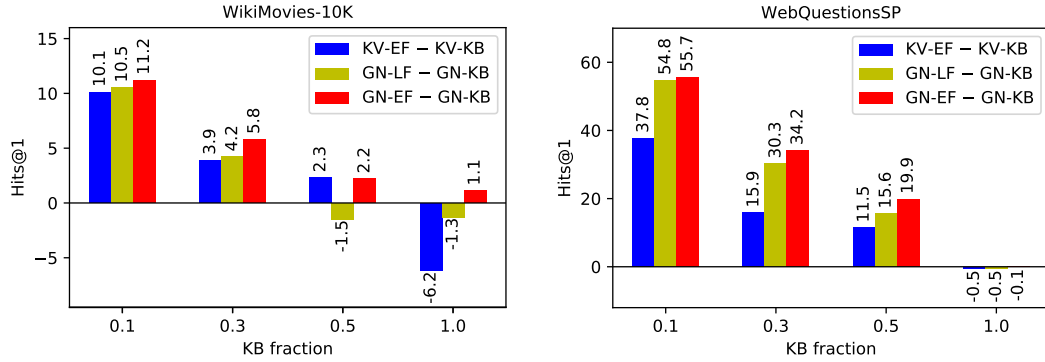 WikiMovies-10K
Hits@1
15
10
5
0
−5
KV-EF − KV-KB
GN-LF − GN-KB
GN-EF − GN-KB
10.1
10.5
11.2
3.9
4.2
5.8
2.3
-1.5
2.2
-6.2
-1.3
1.1
0.1 0.3 0.5 1.0
KB fraction
WebQuestionsSP
Hits@1
60
40
20
0
KV-EF − KV-KB
GN-LF − GN-KB
GN-EF − GN-KB
37.8
54.8
55.7
15.9
30.3
34.2
11.5
15.6
19.9
-0.5
-0.5
-0.1
0.1 0.3 0.5 1.0
KB fraction